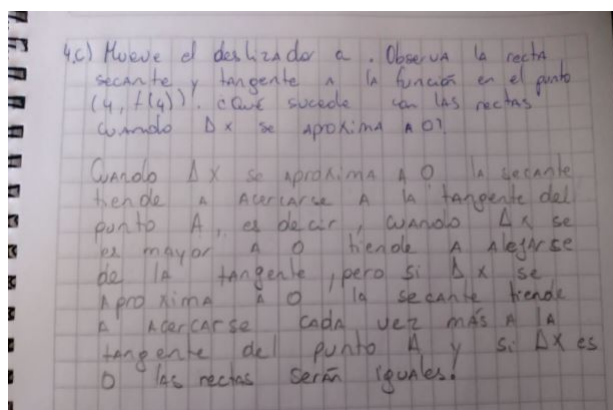 4.c) Mueve el deslizador a . Observa la recta
secante y tangente a la función en el punto
(4, f(4)). ¿Qué sucede con las rectas
cuando Δx se aproxima a 0?
Cuando Δx se aproxima a 0 la secante
tiende a acercarse a la tangente del
punto A, es decir, cuando Δx se
es mayor a 0 tiende a alejarse
de la tangente, pero si Δx se
aproxima a 0 la secante tiende
a acercarse cada vez más a la
tangente del punto A y si Δx es
0 las rectas serán iguales.